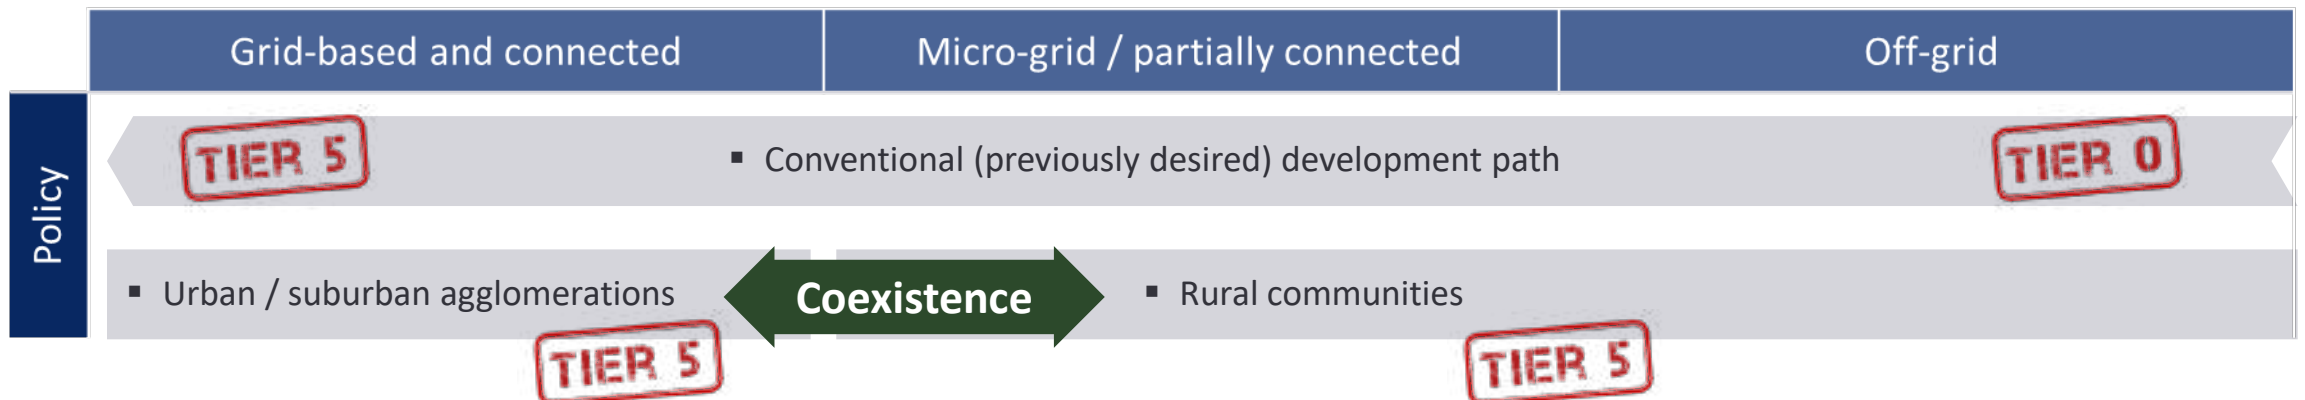 Grid-based and connected
Micro-grid / partially connected
Off-grid
Policy
TIER 5
▪ Conventional (previously desired) development path
TIER 0
▪ Urban / suburban agglomerations
Coexistence
▪ Rural communities
TIER 5
TIER 5